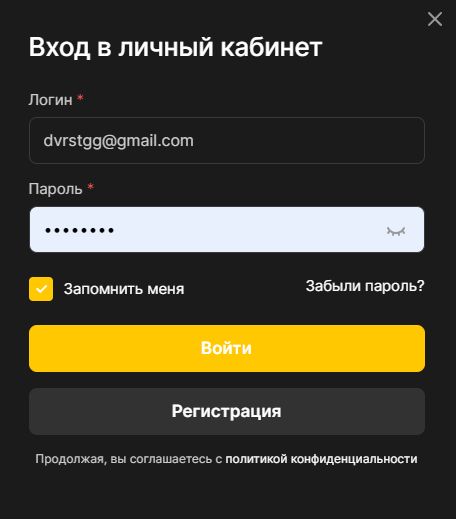 Вход в личный кабинет
Логин *
dvrstgg@gmail.com
Пароль *
••••••••
Запомнить меня
Забыли пароль?
Войти
Регистрация
Продолжая, вы соглашаетесь с политикой конфиденциальности